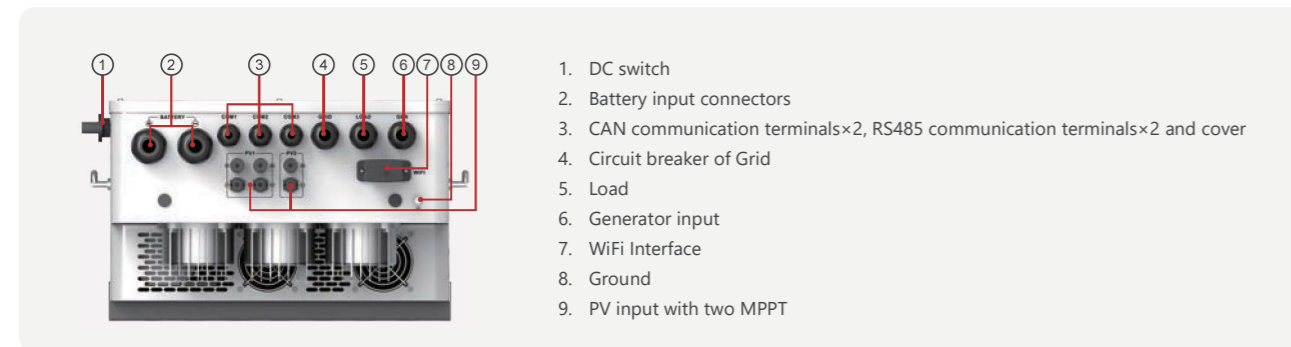 1 2 3 4 5 6 7 8 9
BATTERY COM1 COM2 COM3 GRID LOAD GEN
PV1 PV2
WIFI
1. DC switch
2. Battery input connectors
3. CAN communication terminals×2, RS485 communication terminals×2 and cover
4. Circuit breaker of Grid
5. Load
6. Generator input
7. WiFi Interface
8. Ground
9. PV input with two MPPT